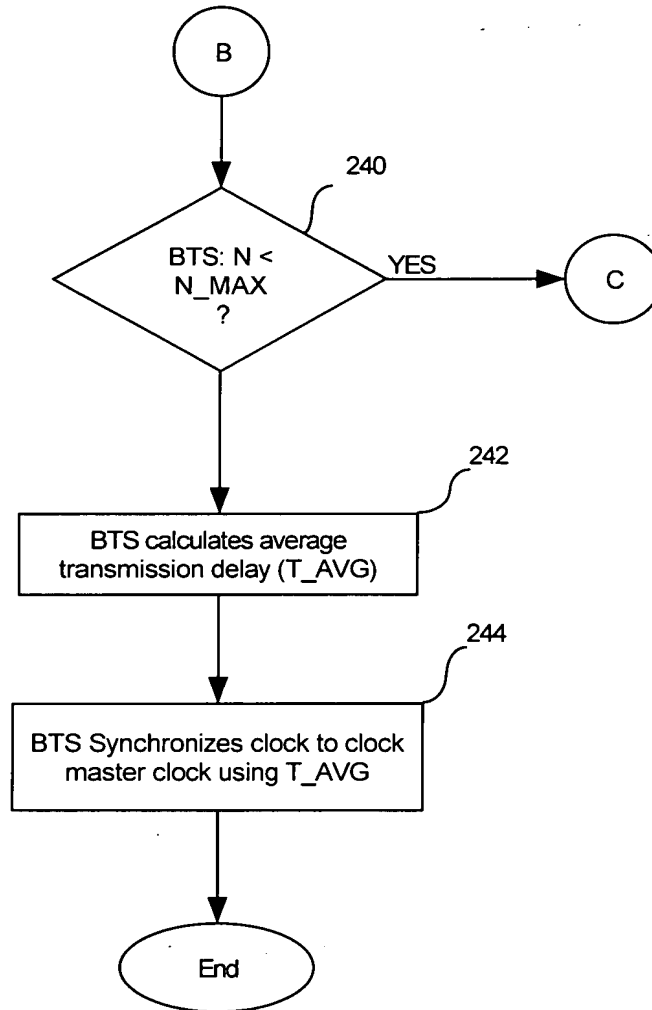 B
240
BTS: N <
N_MAX
?
YES
C
242
BTS calculates average
transmission delay (T_AVG)
244
BTS Synchronizes clock to clock
master clock using T_AVG
End